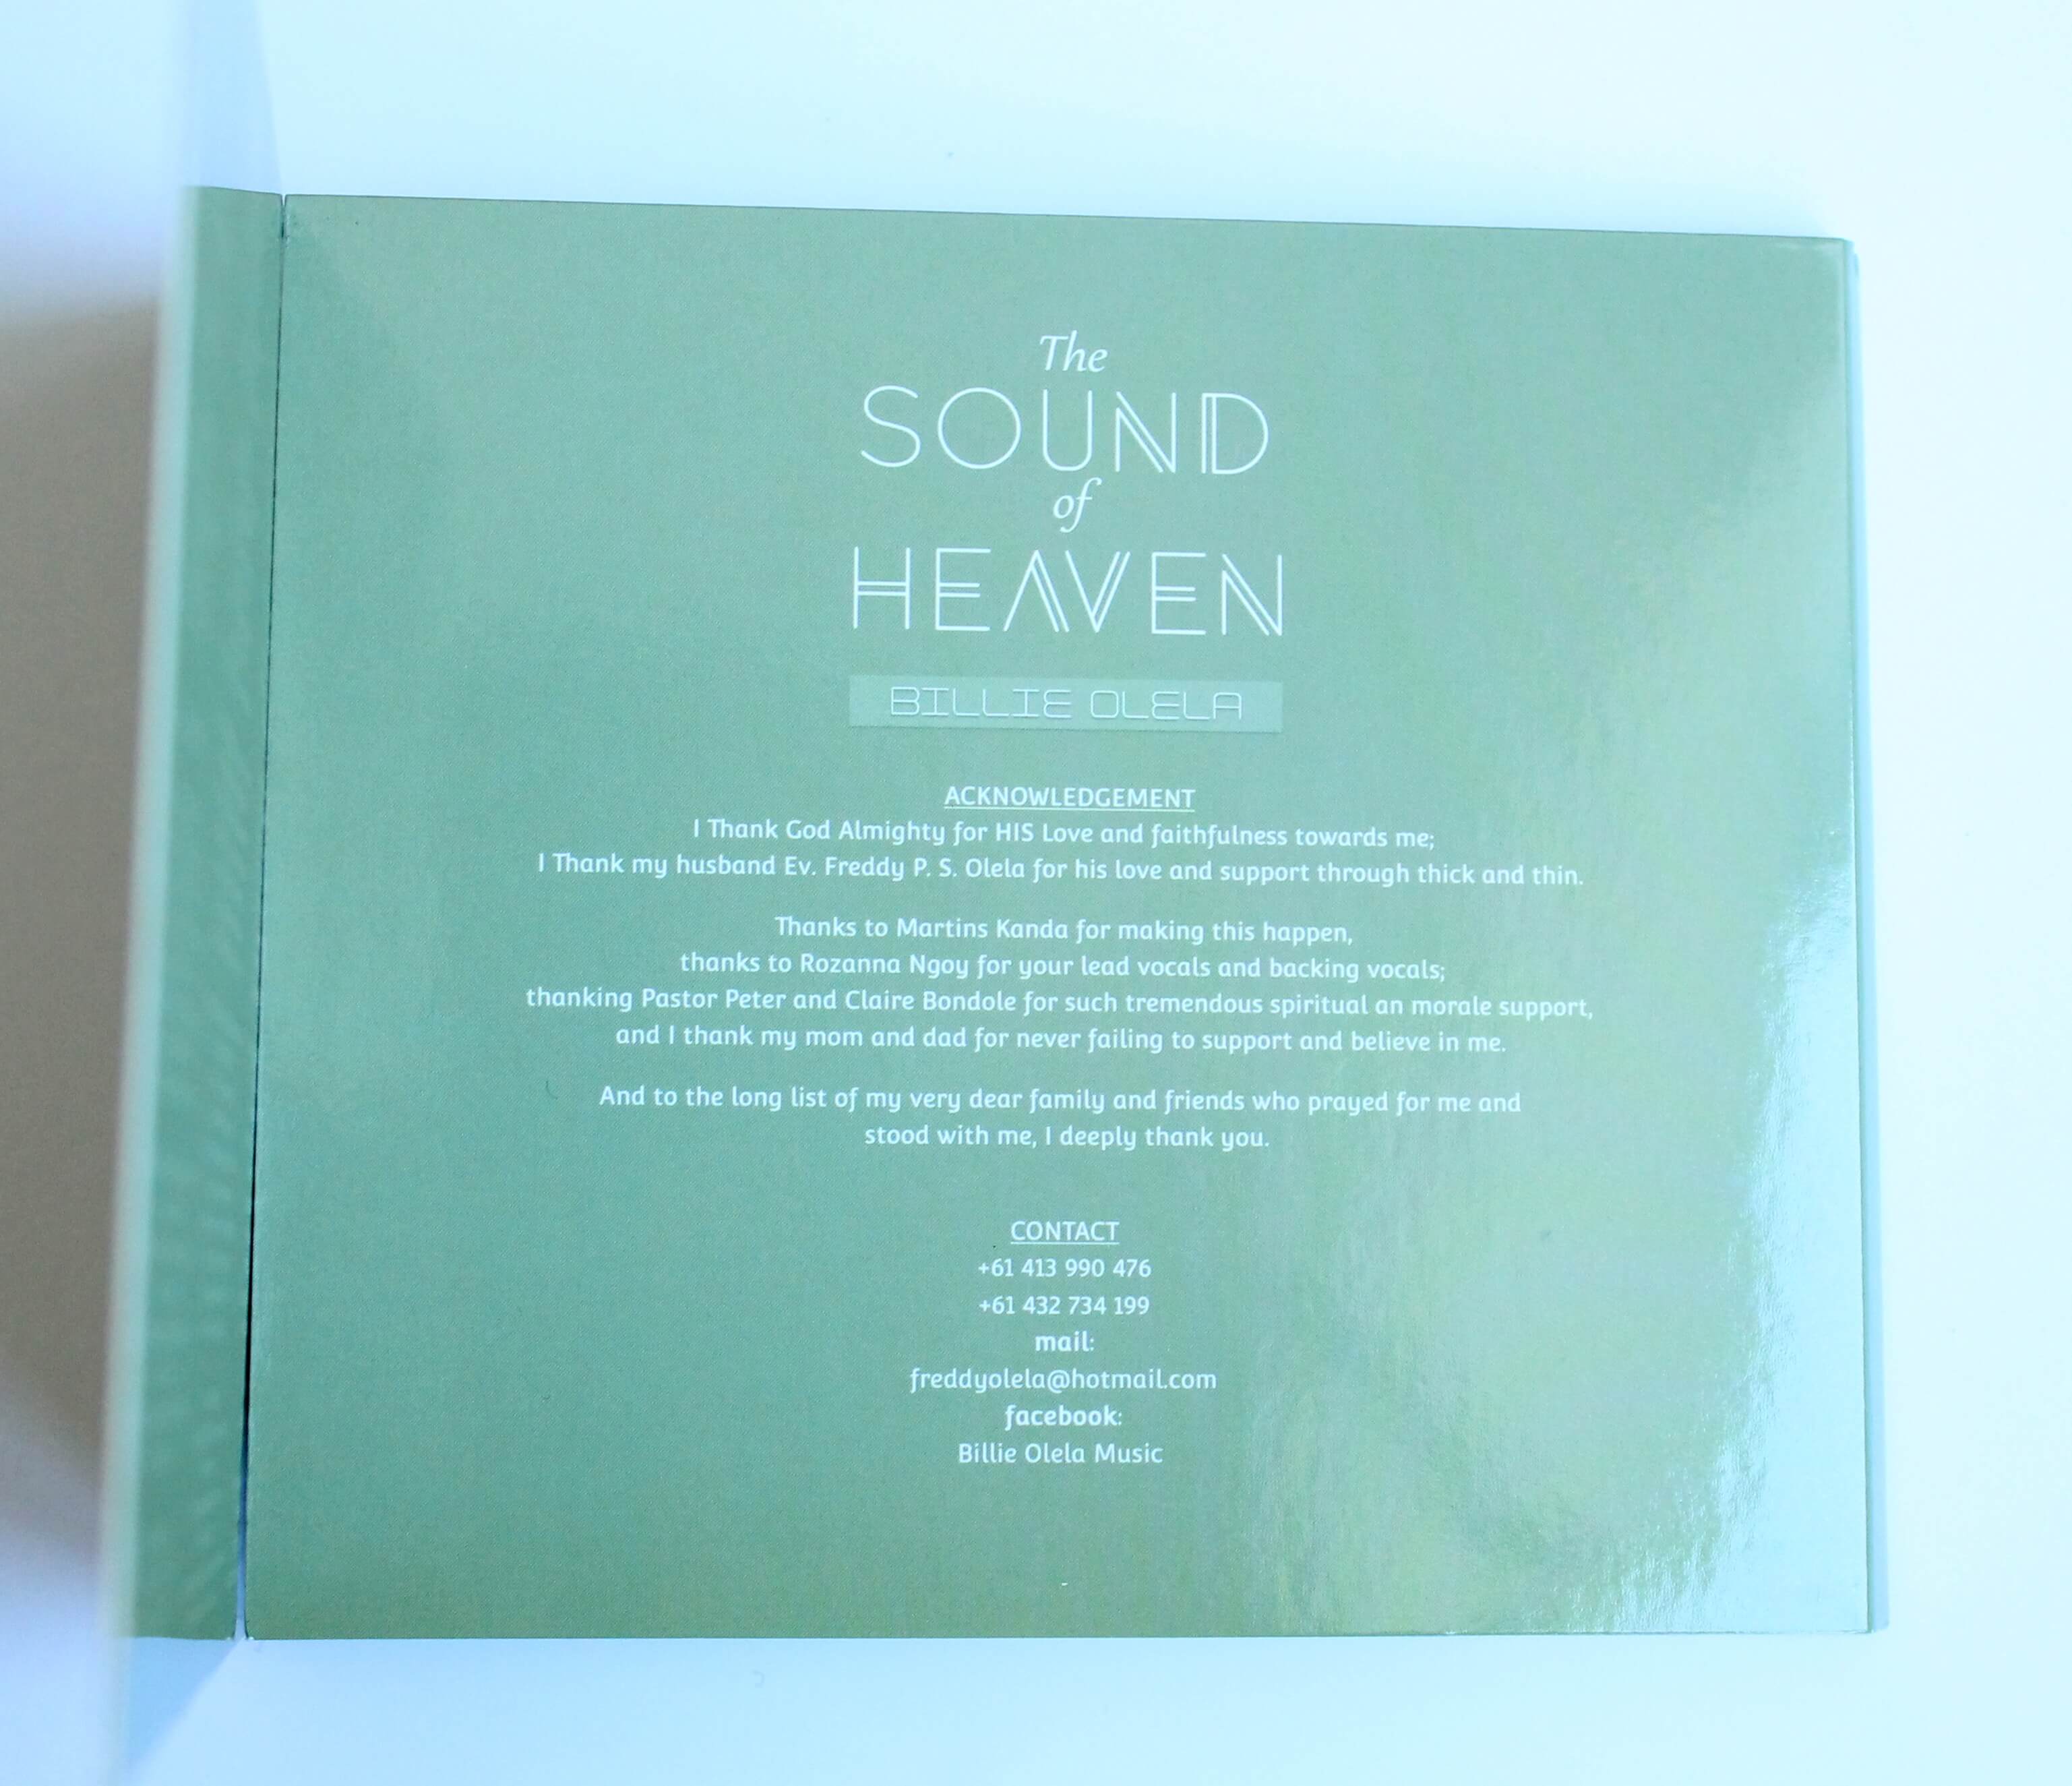 The
SOUND
of
HEAVEN
BILLIE OLELA
ACKNOWLEDGEMENT
I Thank God Almighty for HIS Love and faithfulness towards me;
I Thank my husband Ev. Freddy P. S. Olela for his love and support through thick and thin.
Thanks to Martins Kanda for making this happen,
thanks to Rozanna Ngoy for your lead vocals and backing vocals;
thanking Pastor Peter and Claire Bondole for such tremendous spiritual an morale support,
and I thank my mom and dad for never failing to support and believe in me.
And to the long list of my very dear family and friends who prayed for me and
stood with me, I deeply thank you.
CONTACT
+61 413 990 476
+61 432 734 199
mail:
freddyolela@hotmail.com
facebook:
Billie Olela Music